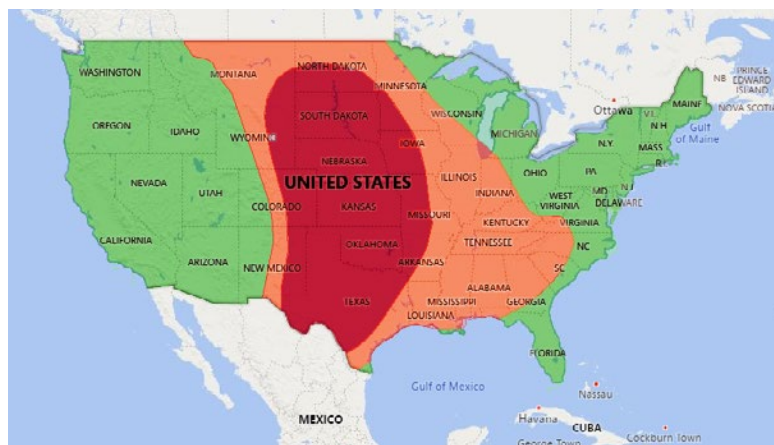 WASHINGTON
MONTANA
NORTH DAKOTA
MINNESOTA
NB
PRINCE
EDWARD
ISLAND
NOVA SCOTIA
Ottawa
VT
MAINE
OREGON
IDAHO
SOUTH DAKOTA
WISCONSIN
MICHIGAN
N.Y.
N H
MASS
Gulf
of Maine
WYOMING
IOWA
NEBRASKA
NEVADA
UTAH
UNITED STATES
ILLINOIS
INDIANA
OHIO
PA
N J
MD
DELAWARE
WEST
VIRGINIA
COLORADO
KANSAS
MISSOURI
KENTUCKY
VIRGINIA
CALIFORNIA
ARIZONA
NEW MEXICO
OKLAHOMA
ARKANSAS
TENNESSEE
NC
SC
TEXAS
MISSISSIPPI
ALABAMA
GEORGIA
LOUISIANA
FLORIDA
Gulf of Mexico
MEXICO
Nassau
Havana
CUBA
George Town
Cockburn Town